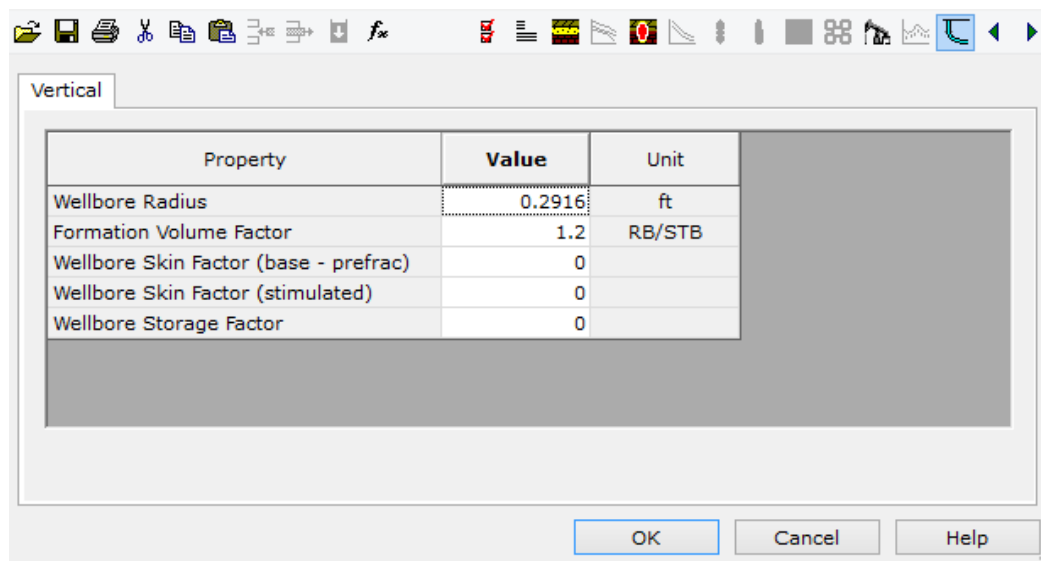 fx
Vertical
Property Value Unit
Wellbore Radius 0.2916 ft
Formation Volume Factor 1.2 RB/STB
Wellbore Skin Factor (base - prefrac) 0
Wellbore Skin Factor (stimulated) 0
Wellbore Storage Factor 0
OK Cancel Help